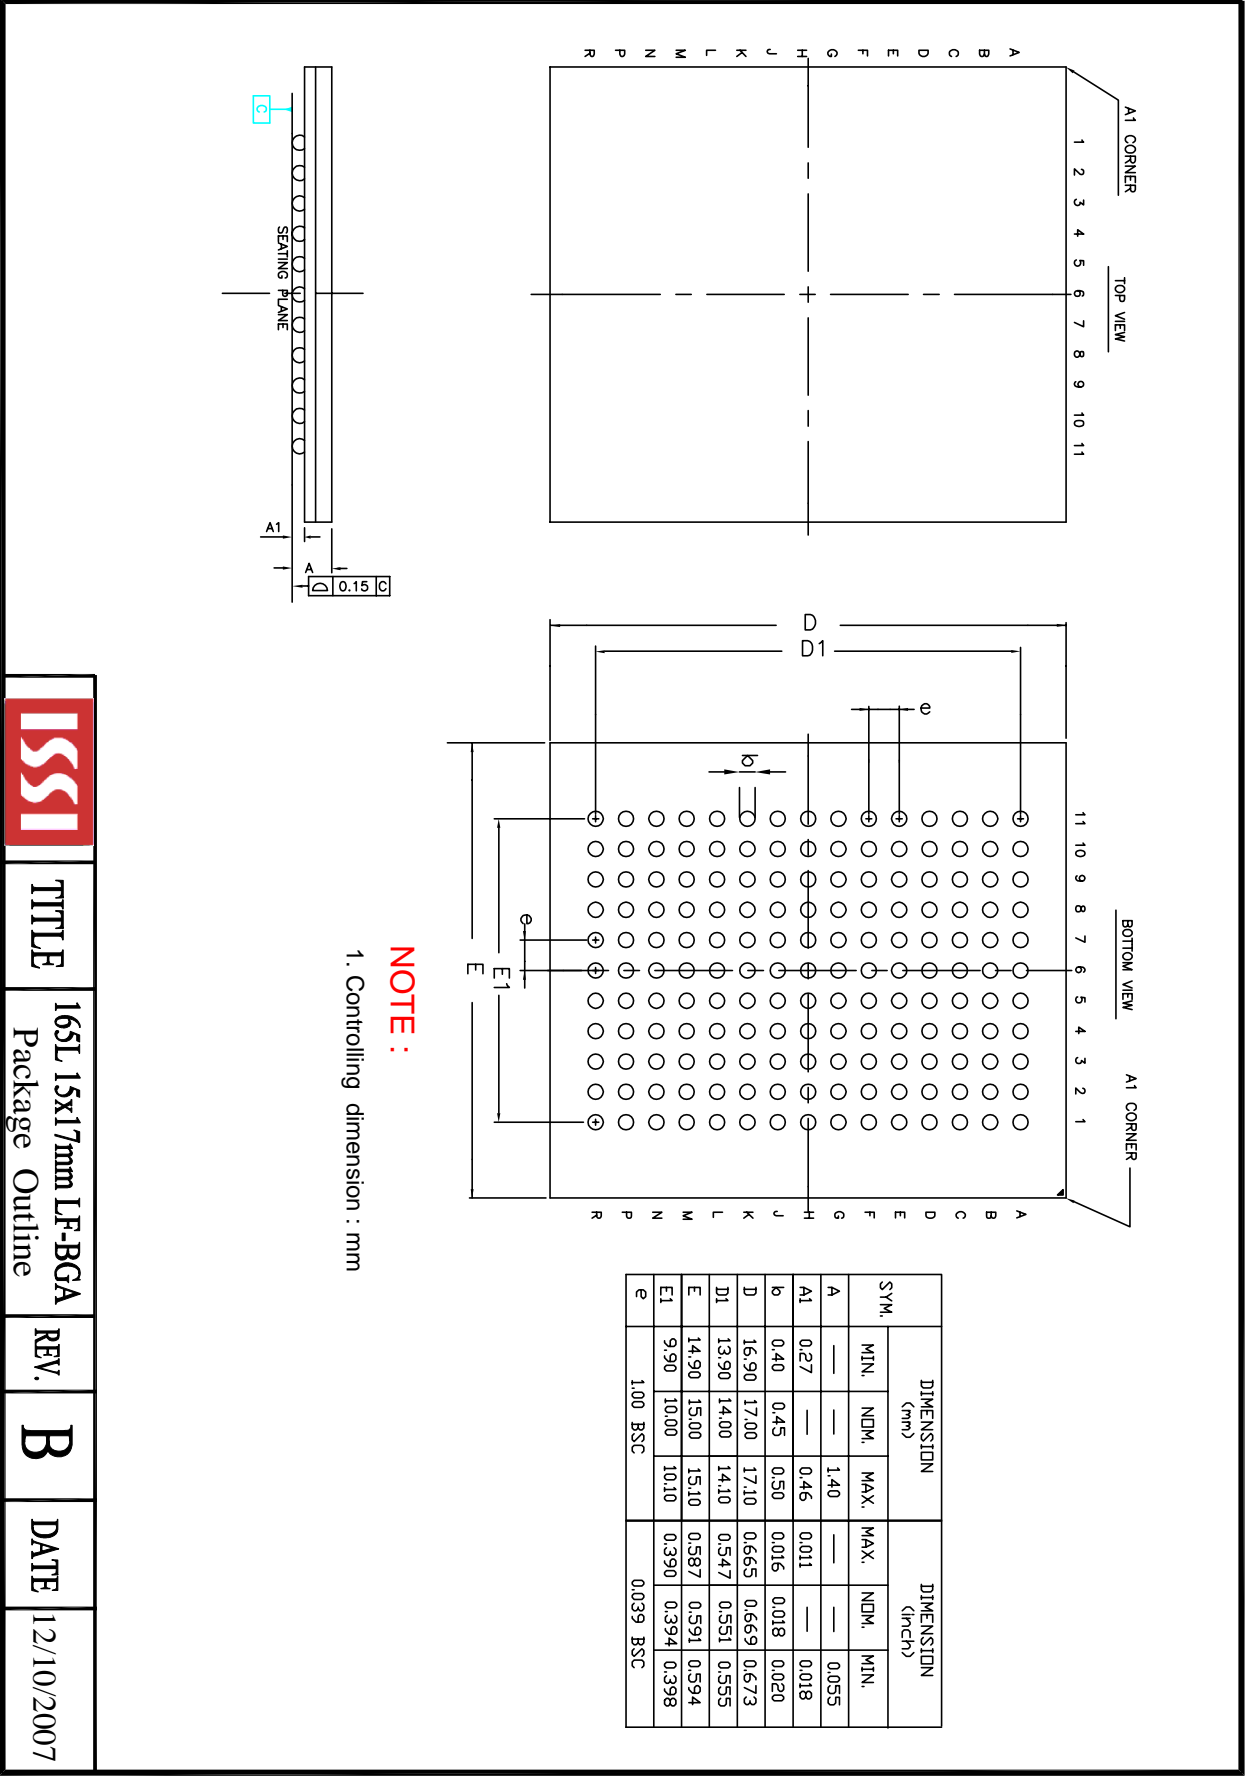 A1 CORNER
TOP VIEW
1 2 3 4 5 6 7 8 9 10 11
A
B
C
D
E
F
G
H
J
K
L
M
N
P
R
BOTTOM VIEW
A1 CORNER
11 10 9 8 7 6 5 4 3 2 1
A
B
C
D
E
F
G
H
J
K
L
M
N
P
R
e
D
D1
b
e
E1
E
C
SEATING PLANE
A1
A
0.15 C
SYM.
DIMENSION (mm)
DIMENSION (inch)
MIN. NOM. MAX. MAX. NOM. MIN.
A — — 1.40 — — 0.055
A1 0.27 — 0.46 0.011 — 0.018
b 0.40 0.45 0.50 0.016 0.018 0.020
D 16.90 17.00 17.10 0.665 0.669 0.673
D1 13.90 14.00 14.10 0.547 0.551 0.555
E 14.90 15.00 15.10 0.587 0.591 0.594
E1 9.90 10.00 10.10 0.390 0.394 0.398
e 1.00 BSC 0.039 BSC
NOTE :
1. Controlling dimension : mm
ISSI
TITLE
165L 15x17mm LF-BGA
Package Outline
REV.
B
DATE
12/10/2007